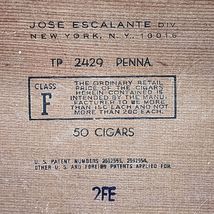 JOSE ESCALANTE DIV.
NEW YORK, N.Y. 10016
TP 2429 PENNA.
CLASS
F
THE ORDINARY RETAIL
PRICE OF THE CIGARS
HEREIN CONTAINED IS
INTENDED BY THE MANU-
FACTURER TO BE MORE
THAN 15¢ EACH AND NOT
MORE THAN 20¢ EACH.
50 CIGARS
U.S. PATENT NUMBERS
OTHER U.S. AND FOREIGN PATENTS APPLIED FOR
2FE